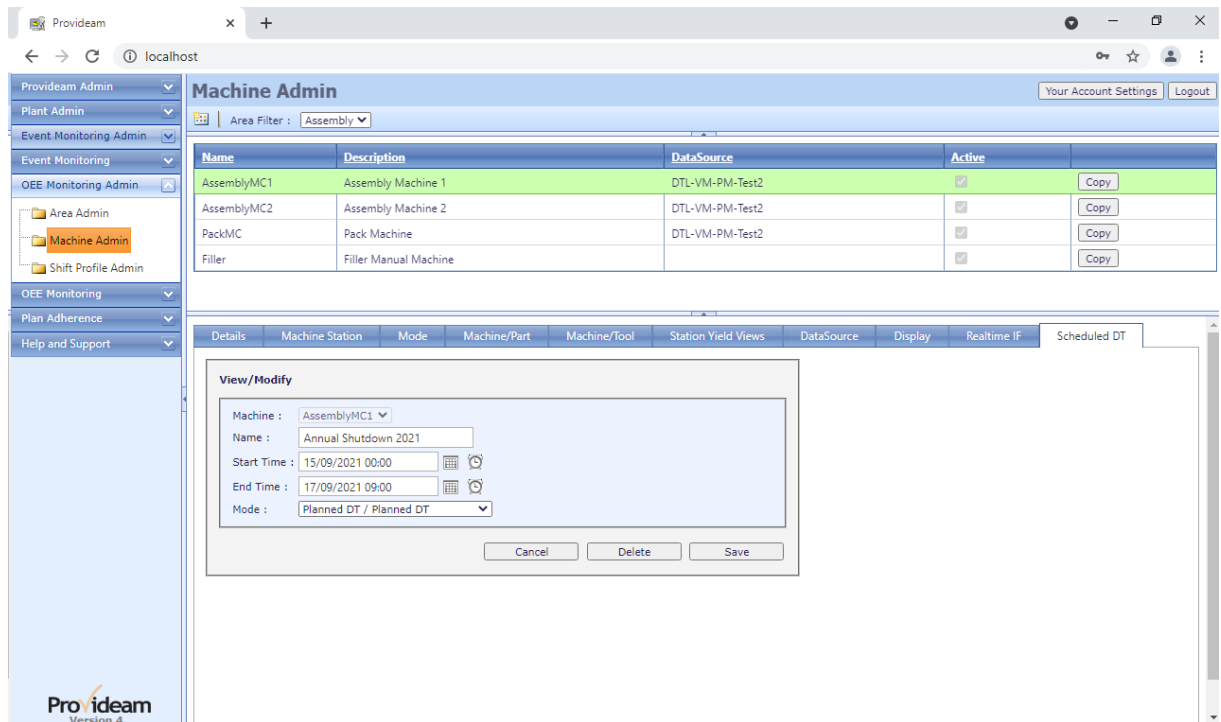 Provideam
localhost
Provideam Admin
Plant Admin
Event Monitoring Admin
Event Monitoring
OEE Monitoring Admin
Area Admin
Machine Admin
Shift Profile Admin
OEE Monitoring
Plan Adherence
Help and Support
Provideam
Version 4
Machine Admin Your Account Settings Logout
Area Filter : Assembly
Name Description DataSource Active
AssemblyMC1 Assembly Machine 1 DTL-VM-PM-Test2 Copy
AssemblyMC2 Assembly Machine 2 DTL-VM-PM-Test2 Copy
PackMC Pack Machine DTL-VM-PM-Test2 Copy
Filler Filler Manual Machine Copy
Details Machine Station Mode Machine/Part Machine/Tool Station Yield Views DataSource Display Realtime IF Scheduled DT
View/Modify
Machine : AssemblyMC1
Name : Annual Shutdown 2021
Start Time : 15/09/2021 00:00
End Time : 17/09/2021 09:00
Mode : Planned DT / Planned DT
Cancel Delete Save